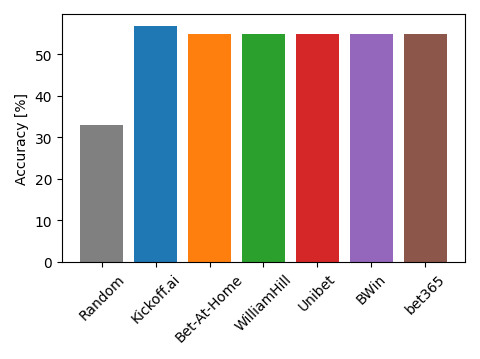 Accuracy [%]
50
40
30
20
10
0
Random
Kickoff.ai
Bet-At-Home
WilliamHill
Unibet
BWin
bet365